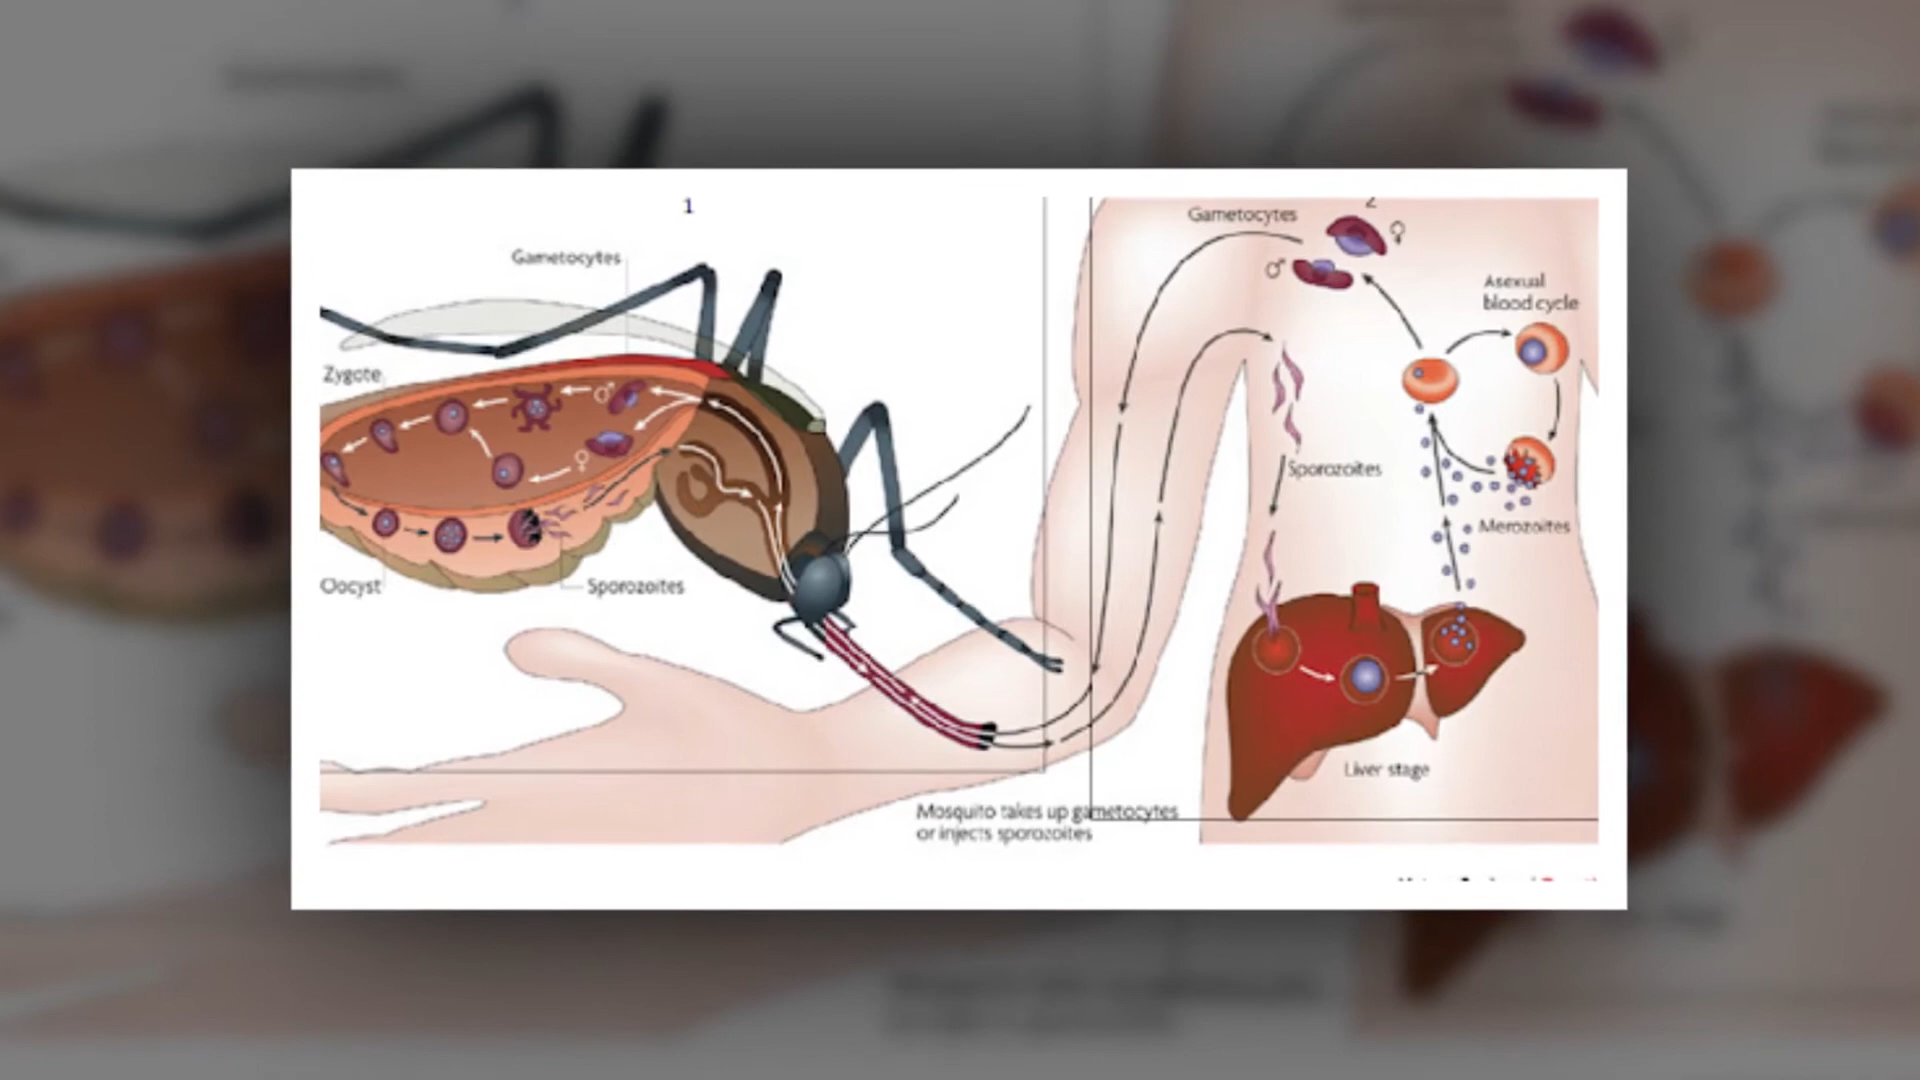 1
Gametocytes
Zygote
Oocyst
Sporozoites
Mosquito takes up gametocytes
or injects sporozoites
2
Gametocytes
♀
♂
Asexual
blood cycle
Sporozoites
Merozoites
Liver stage
♂
♀